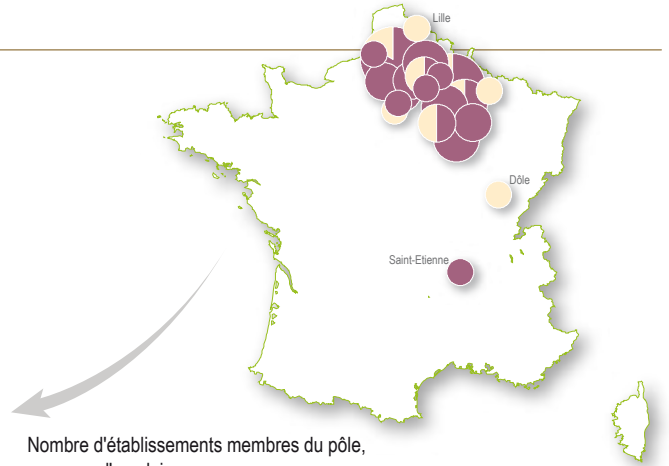 Lille
Dôle
Saint-Etienne
Nombre d'établissements membres du pôle,